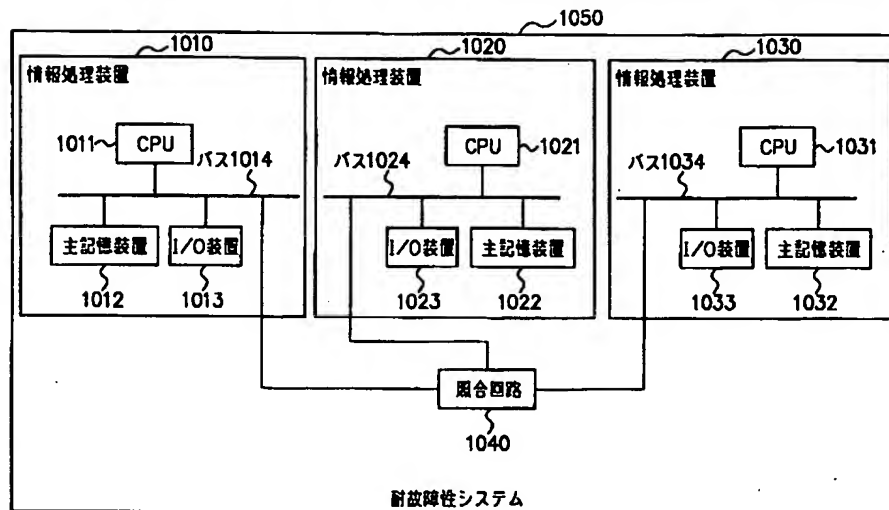 1050
1010
情報処理装置
1011
CPU
バス1014
主記憶装置
I/O装置
1012
1013
1020
情報処理装置
バス1024
CPU
1021
I/O装置
主記憶装置
1023
1022
1030
情報処理装置
バス1034
CPU
1031
I/O装置
主記憶装置
1033
1032
照合回路
1040
耐故障性システム